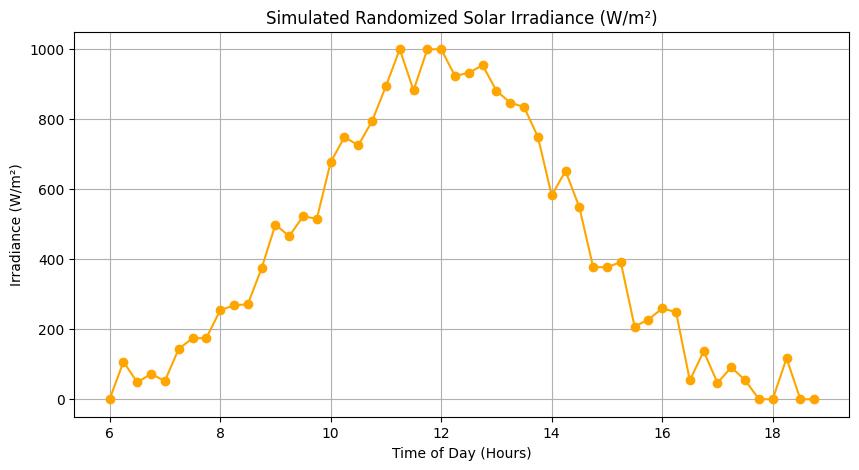 Simulated Randomized Solar Irradiance (W/m²)
Irradiance (W/m²)
1000
800
600
400
200
0
6 8 10 12 14 16 18
Time of Day (Hours)